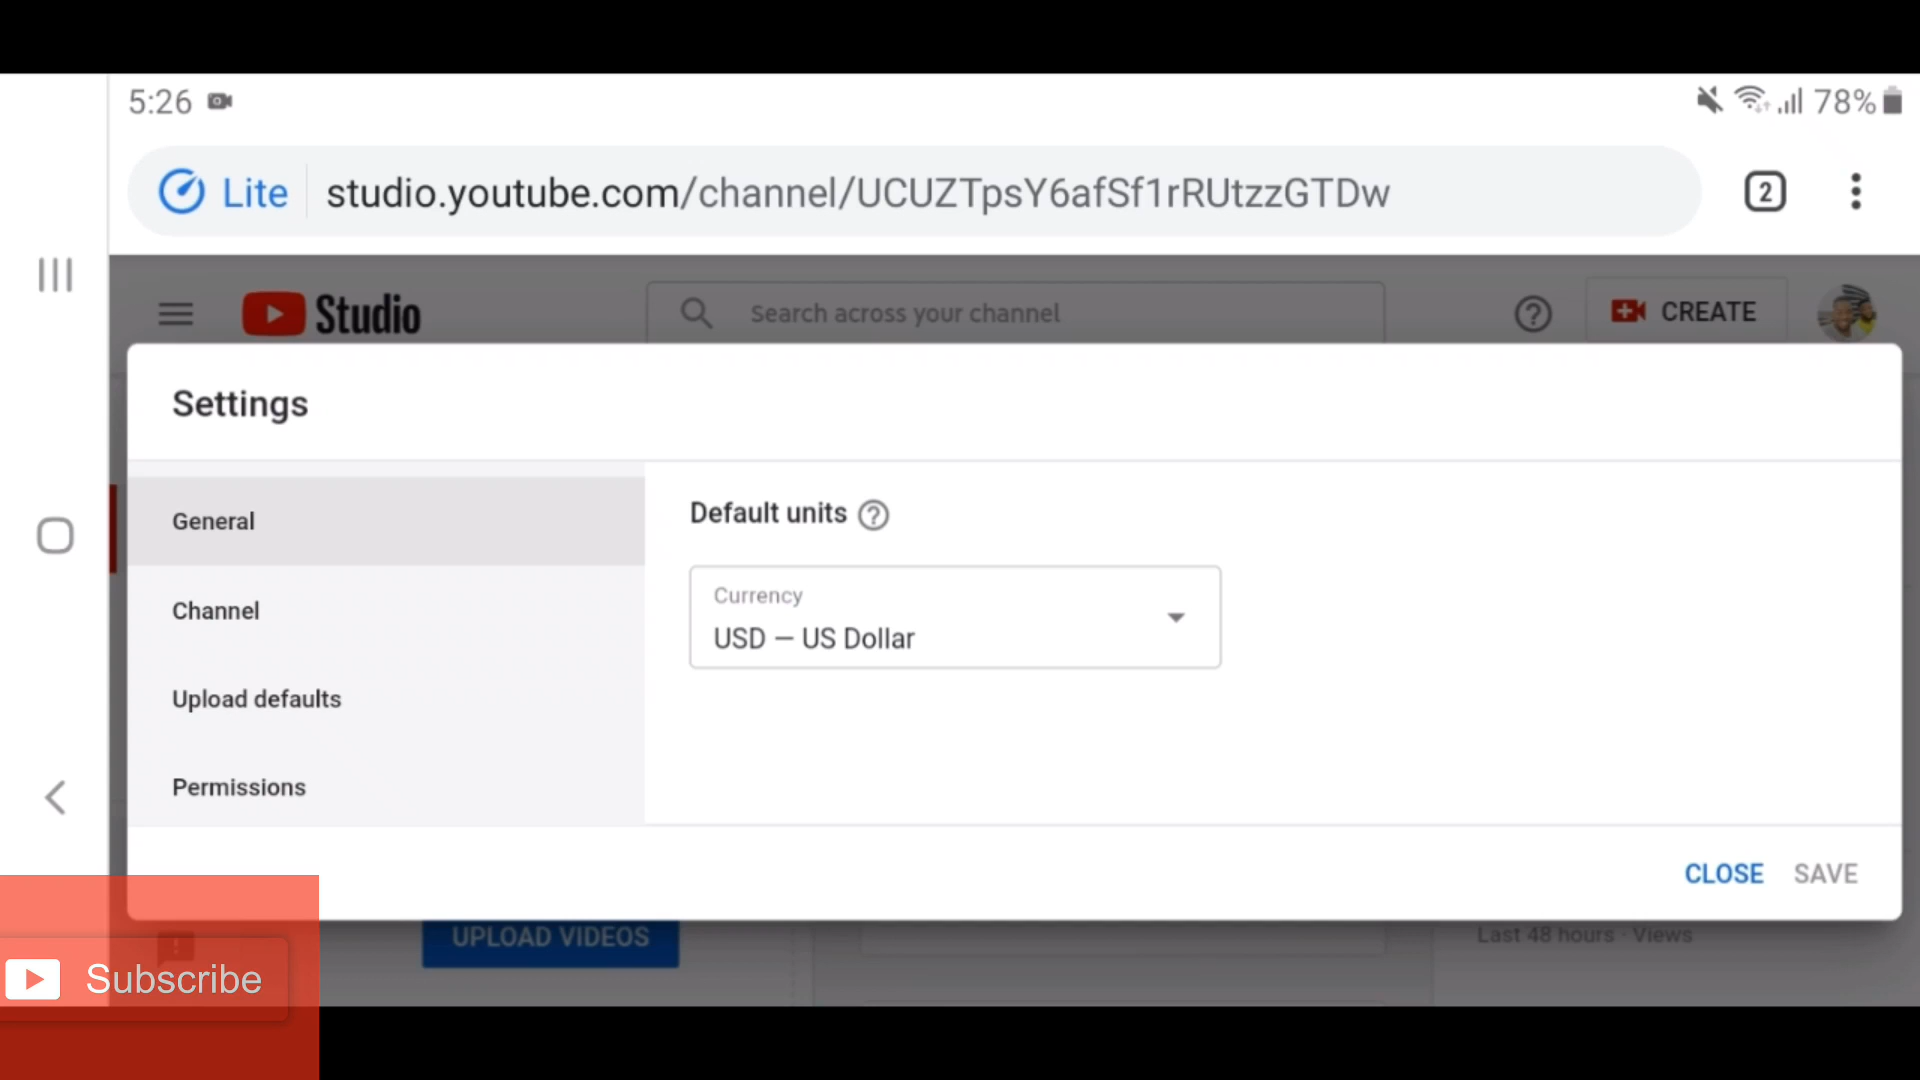 5:26
78%
Lite
studio.youtube.com/channel/UCUZTpsY6afSf1rRUtzzGTDw
2
Studio
Search across your channel
CREATE
Settings
General
Channel
Upload defaults
Permissions
Default units
Currency
USD — US Dollar
CLOSE
SAVE
UPLOAD VIDEOS
Last 48 hours · Views
Subscribe